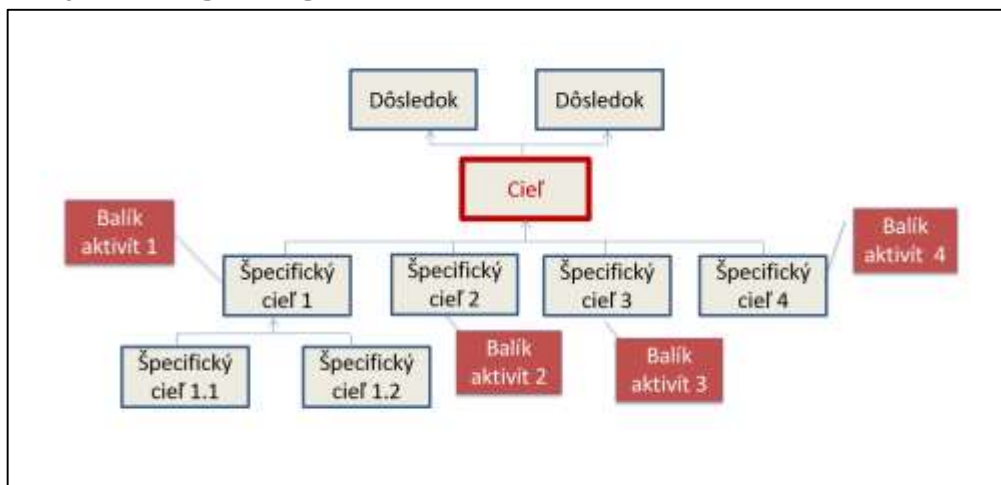 Dôsledok
Dôsledok
Cieľ
Balík
aktivít 1
Balík
aktivít 4
Špecifický
cieľ 1
Špecifický
cieľ 2
Špecifický
cieľ 3
Špecifický
cieľ 4
Špecifický
cieľ 1.1
Špecifický
cieľ 1.2
Balík
aktivít 2
Balík
aktivít 3